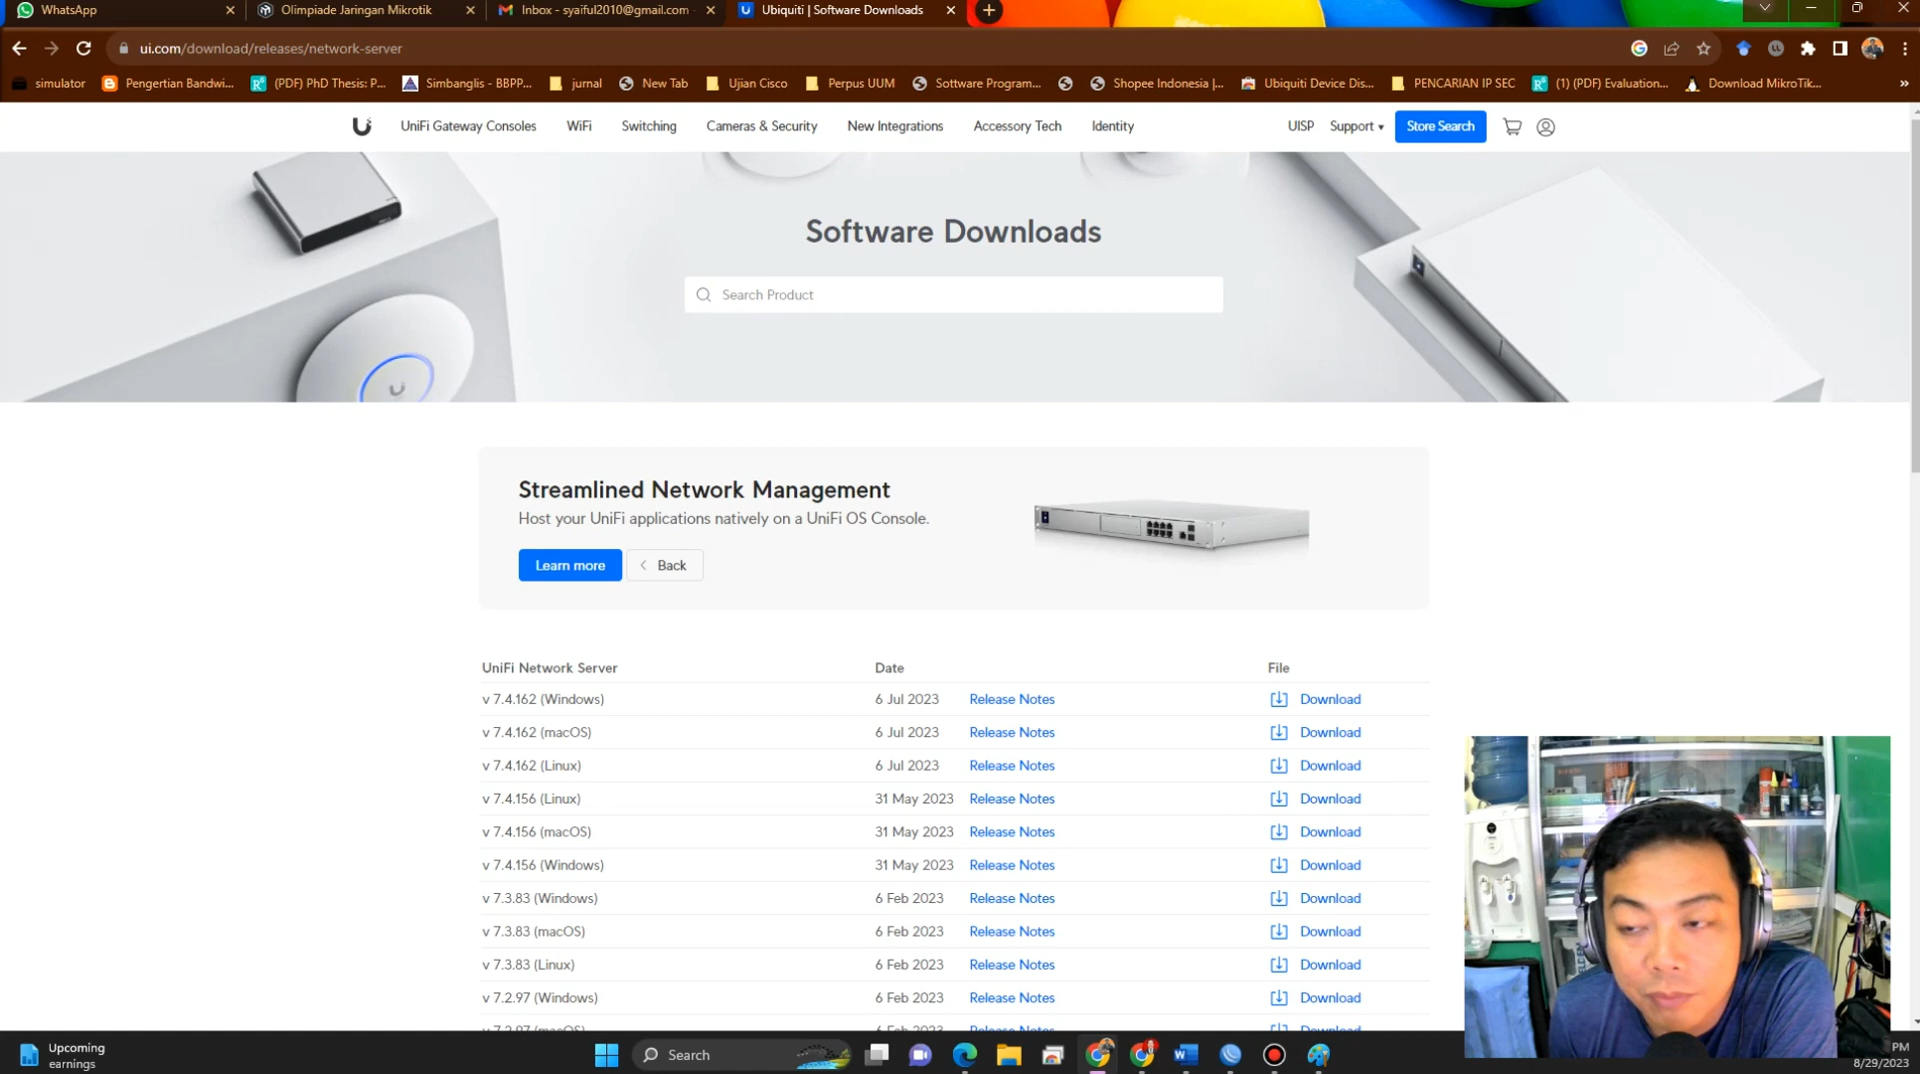 WhatsApp
Olimpiade Jaringan Mikrotik
Inbox - syaiful2010@gmail.com
Ubiquiti | Software Downloads
ui.com/download/releases/network-server
simulator
Pengertian Bandwi...
(PDF) PhD Thesis: P...
Simbanglis - BBPP...
jurnal
New Tab
Ujian Cisco
Perpus UUM
Software Program...
Shopee Indonesia |...
Ubiquiti Device Dis...
PENCARIAN IP SEC
(1) (PDF) Evaluation...
Download MikroTik...
»
UniFi Gateway Consoles
WiFi
Switching
Cameras & Security
New Integrations
Accessory Tech
Identity
UISP
Support
Store Search
Software Downloads
Search Product
Streamlined Network Management
Host your UniFi applications natively on a UniFi OS Console.
Learn more
Back
UniFi Network Server Date File
v 7.4.162 (Windows) 6 Jul 2023 Release Notes Download
v 7.4.162 (macOS) 6 Jul 2023 Release Notes Download
v 7.4.162 (Linux) 6 Jul 2023 Release Notes Download
v 7.4.156 (Linux) 31 May 2023 Release Notes Download
v 7.4.156 (macOS) 31 May 2023 Release Notes Download
v 7.4.156 (Windows) 31 May 2023 Release Notes Download
v 7.3.83 (Windows) 6 Feb 2023 Release Notes Download
v 7.3.83 (macOS) 6 Feb 2023 Release Notes Download
v 7.3.83 (Linux) 6 Feb 2023 Release Notes Download
v 7.2.97 (Windows) 6 Feb 2023 Release Notes Download
v 7.2.97 (macOS) 6 Feb 2023 Release Notes Download
Upcoming
earnings
Search
PM
8/29/2023